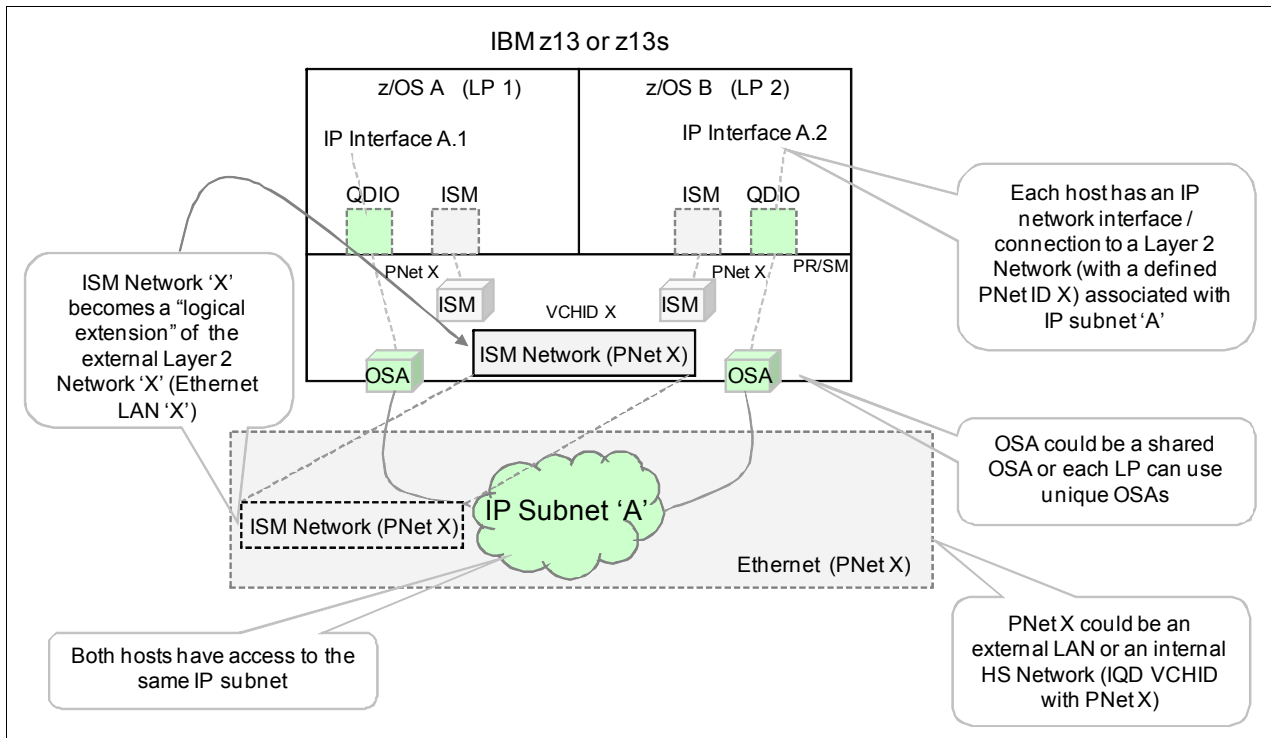 IBM z13 or z13s
z/OS A (LP 1)
z/OS B (LP 2)
IP Interface A.1
IP Interface A.2
QDIO
ISM
ISM
QDIO
PNet X
PNet X
PR/SM
ISM
ISM
VCHID X
ISM Network (PNet X)
OSA
OSA
ISM Network ‘X’
becomes a “logical
extension” of the
external Layer 2
Network ‘X’ (Ethernet
LAN ‘X’)
Each host has an IP
network interface /
connection to a Layer 2
Network (with a defined
PNet ID X) associated with
IP subnet ‘A’
OSA could be a shared
OSA or each LP can use
unique OSAs
ISM Network (PNet X)
IP Subnet ‘A’
Ethernet (PNet X)
Both hosts have access to the
same IP subnet
PNet X could be an
external LAN or an internal
HS Network (IQD VCHID
with PNet X)